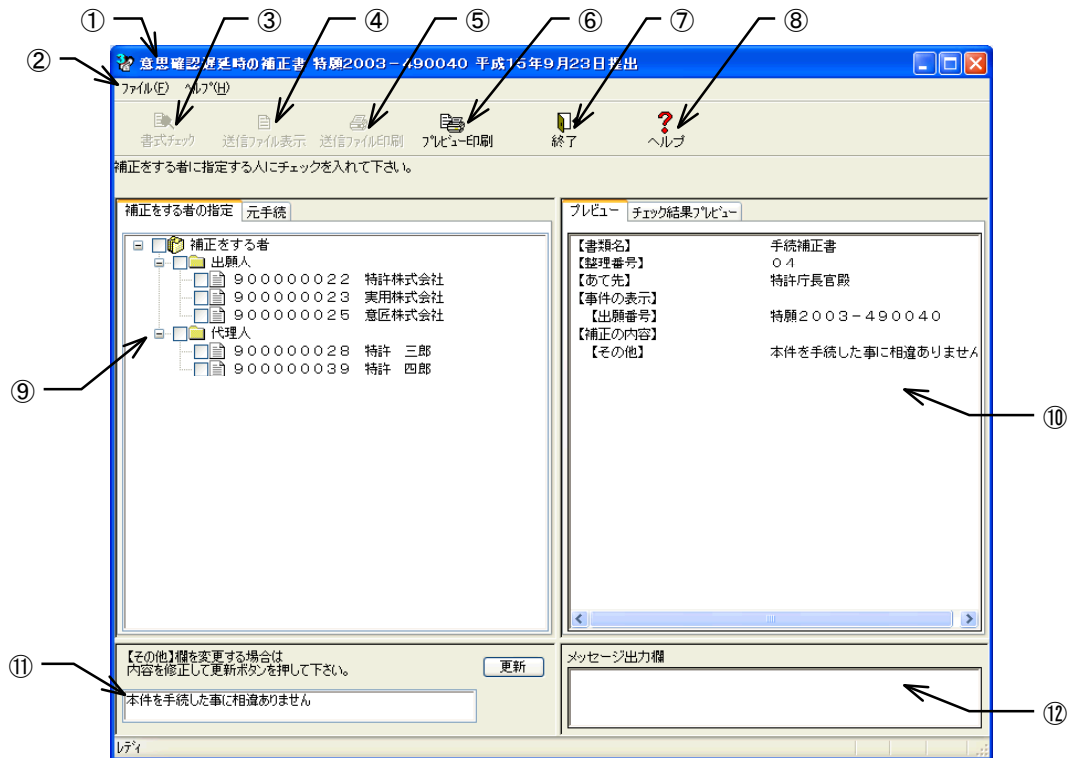 ① ③ ④ ⑤ ⑥ ⑦ ⑧
②
意思確認遅延時の補正書 特願2003-490040 平成15年9月23日提出
ファイル(F) ヘルプ(H)
書式チェック 送信ファイル表示 送信ファイル印刷 プレビュー印刷 終了 ヘルプ
補正をする者に指定する人にチェックを入れて下さい。
補正をする者の指定 元手続
補正をする者
出願人
900000022 特許株式会社
900000023 実用株式会社
900000025 意匠株式会社
代理人
900000028 特許 三郎
900000039 特許 四郎
⑨
プレビュー チェック結果プレビュー
【書類名】 手続補正書
【整理番号】 04
【あて先】 特許庁長官殿
【事件の表示】
【出願番号】 特願2003-490040
【補正の内容】
【その他】 本件を手続した事に相違ありません
⑩
⑪
【その他】欄を変更する場合は
内容を修正して更新ボタンを押して下さい。
更新
本件を手続した事に相違ありません
メッセージ出力欄
⑫
レディ